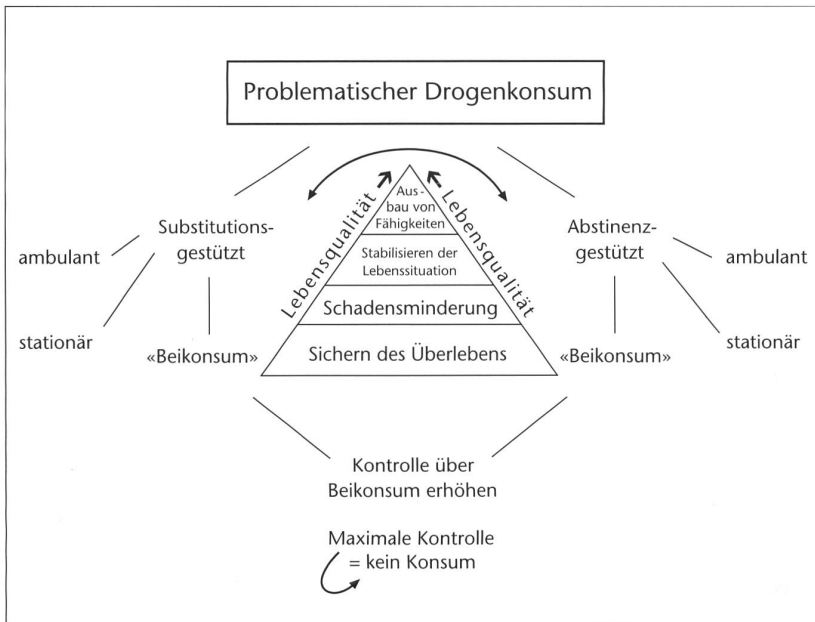 Problematischer Drogenkonsum
Substitutions-
gestützt
ambulant
stationär
«Beikonsum»
Lebensqualität
Aus-
bau von
Fähigkeiten
Stabilisieren der
Lebenssituation
Schadensminderung
Sichern des Überlebens
Lebensqualität
Abstinenz-
gestützt
ambulant
stationär
«Beikonsum»
Kontrolle über
Beikonsum erhöhen
Maximale Kontrolle
= kein Konsum